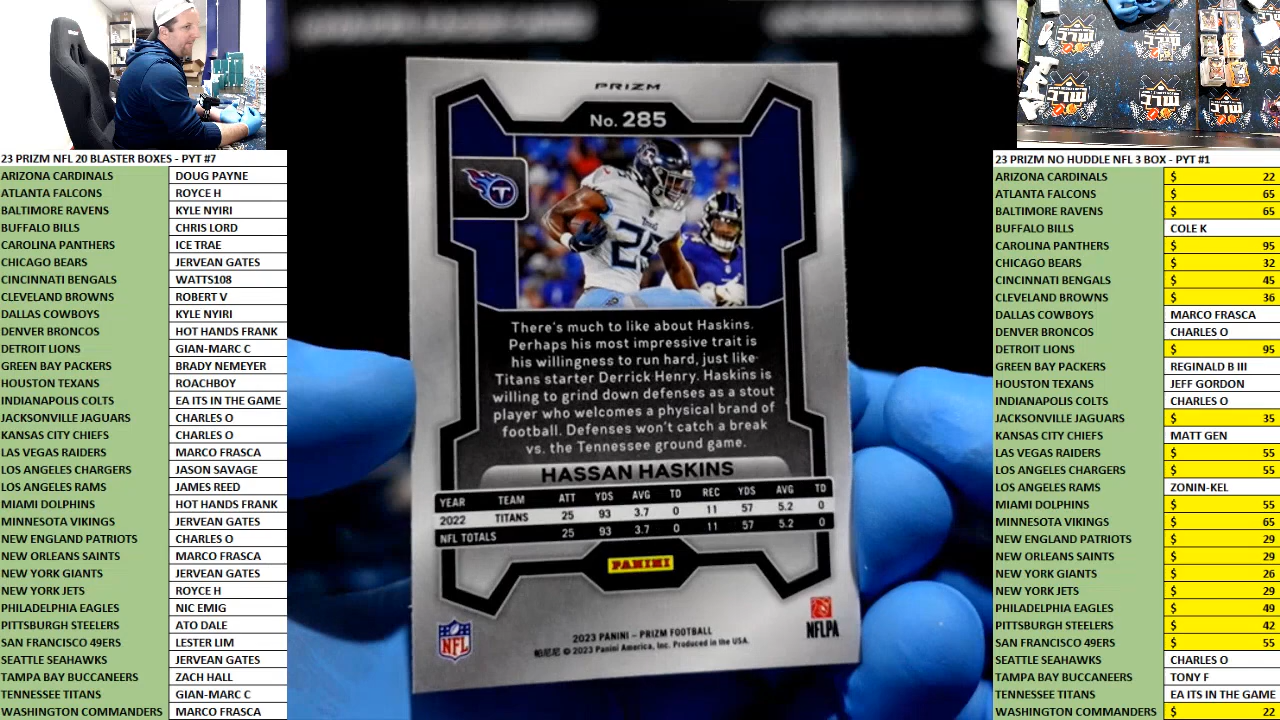 23 PRIZM NFL 20 BLASTER BOXES - PYT #7
ARIZONA CARDINALS DOUG PAYNE
ATLANTA FALCONS ROYCE H
BALTIMORE RAVENS KYLE NYIRI
BUFFALO BILLS CHRIS LORD
CAROLINA PANTHERS ICE TRAE
CHICAGO BEARS JERVEAN GATES
CINCINNATI BENGALS WATTS108
CLEVELAND BROWNS ROBERT V
DALLAS COWBOYS KYLE NYIRI
DENVER BRONCOS HOT HANDS FRANK
DETROIT LIONS GIAN-MARC C
GREEN BAY PACKERS BRADY NEMEYER
HOUSTON TEXANS ROACHBOY
INDIANAPOLIS COLTS EA ITS IN THE GAME
JACKSONVILLE JAGUARS CHARLES O
KANSAS CITY CHIEFS CHARLES O
LAS VEGAS RAIDERS MARCO FRASCA
LOS ANGELES CHARGERS JASON SAVAGE
LOS ANGELES RAMS JAMES REED
MIAMI DOLPHINS HOT HANDS FRANK
MINNESOTA VIKINGS JERVEAN GATES
NEW ENGLAND PATRIOTS CHARLES O
NEW ORLEANS SAINTS MARCO FRASCA
NEW YORK GIANTS JERVEAN GATES
NEW YORK JETS ROYCE H
PHILADELPHIA EAGLES NIC EMIG
PITTSBURGH STEELERS ATO DALE
SAN FRANCISCO 49ERS LESTER LIM
SEATTLE SEAHAWKS JERVEAN GATES
TAMPA BAY BUCCANEERS ZACH HALL
TENNESSEE TITANS GIAN-MARC C
WASHINGTON COMMANDERS MARCO FRASCA
PRIZM
No. 285
T
25
There's much to like about Haskins.
Perhaps his most impressive trait is
his willingness to run hard, just like
Titans starter Derrick Henry. Haskins is
willing to grind down defenses as a stout
player who welcomes a physical brand of
football. Defenses won't catch a break
vs. the Tennessee ground game.
HASSAN HASKINS
YEAR TEAM ATT YDS AVG TD REC YDS AVG TD
2022 TITANS 25 93 3.7 0 11 57 5.2 0
NFL TOTALS 25 93 3.7 0 11 57 5.2 0
PANINI
NFL
NFLPA
2023 PANINI – PRIZM FOOTBALL
帕尼尼 © 2023 Panini America, Inc. Produced in the USA.
23 PRIZM NO HUDDLE NFL 3 BOX - PYT #1
ARIZONA CARDINALS $ 22
ATLANTA FALCONS $ 65
BALTIMORE RAVENS $ 65
BUFFALO BILLS COLE K
CAROLINA PANTHERS $ 95
CHICAGO BEARS $ 32
CINCINNATI BENGALS $ 45
CLEVELAND BROWNS $ 36
DALLAS COWBOYS MARCO FRASCA
DENVER BRONCOS CHARLES O
DETROIT LIONS $ 95
GREEN BAY PACKERS REGINALD B III
HOUSTON TEXANS JEFF GORDON
INDIANAPOLIS COLTS CHARLES O
JACKSONVILLE JAGUARS $ 35
KANSAS CITY CHIEFS MATT GEN
LAS VEGAS RAIDERS $ 55
LOS ANGELES CHARGERS $ 55
LOS ANGELES RAMS ZONIN-KEL
MIAMI DOLPHINS $ 55
MINNESOTA VIKINGS $ 65
NEW ENGLAND PATRIOTS $ 29
NEW ORLEANS SAINTS $ 29
NEW YORK GIANTS $ 26
NEW YORK JETS $ 29
PHILADELPHIA EAGLES $ 49
PITTSBURGH STEELERS $ 42
SAN FRANCISCO 49ERS $ 55
SEATTLE SEAHAWKS CHARLES O
TAMPA BAY BUCCANEERS TONY F
TENNESSEE TITANS EA ITS IN THE GAME
WASHINGTON COMMANDERS $ 22